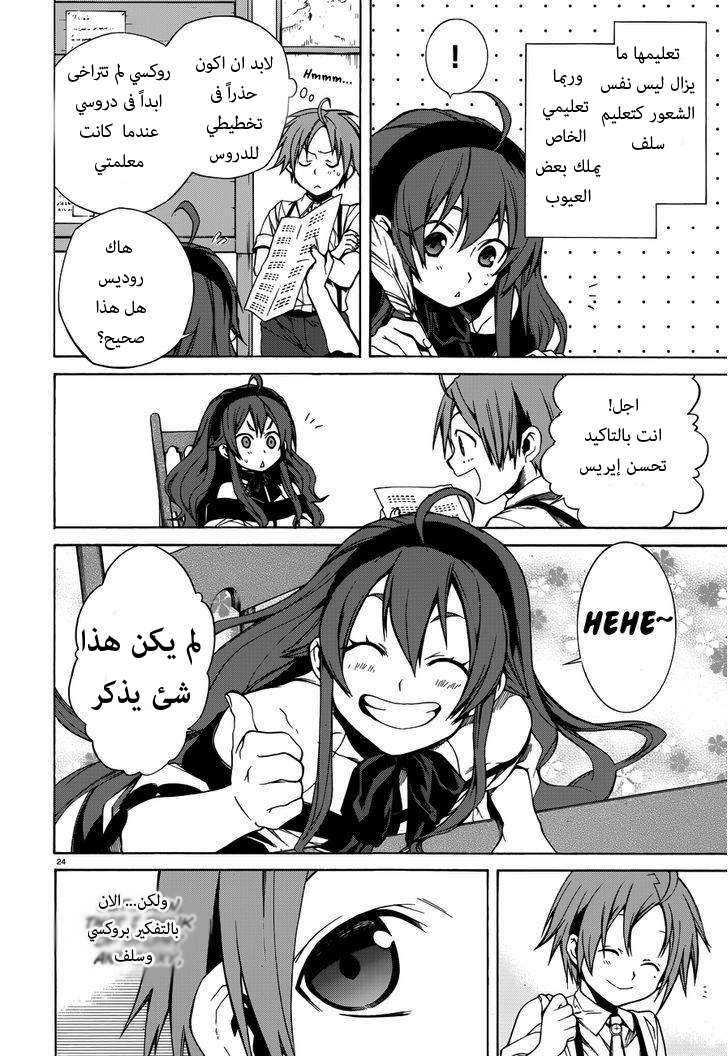 تعليمها ما
يزال ليس نفس
الشعور كتعليم
سلف
وربما
تعليمي
الخاص
يملك بعض
العيوب
!
Hmmm...
لابد ان اكون
حذراً فى
تخطيطي
للدروس
روكسي لم تتراخى
ابداً فى دروسي
عندما كانت
معلمتي
هاك
روديس
هل هذا
صحيح؟
اجل!
انت بالتاكيد
تحسن إيريس
HEHE~
لم يكن هذا
شئ يذكر
24
ولكن... الان
بالتفكير بروكسي
وسلف